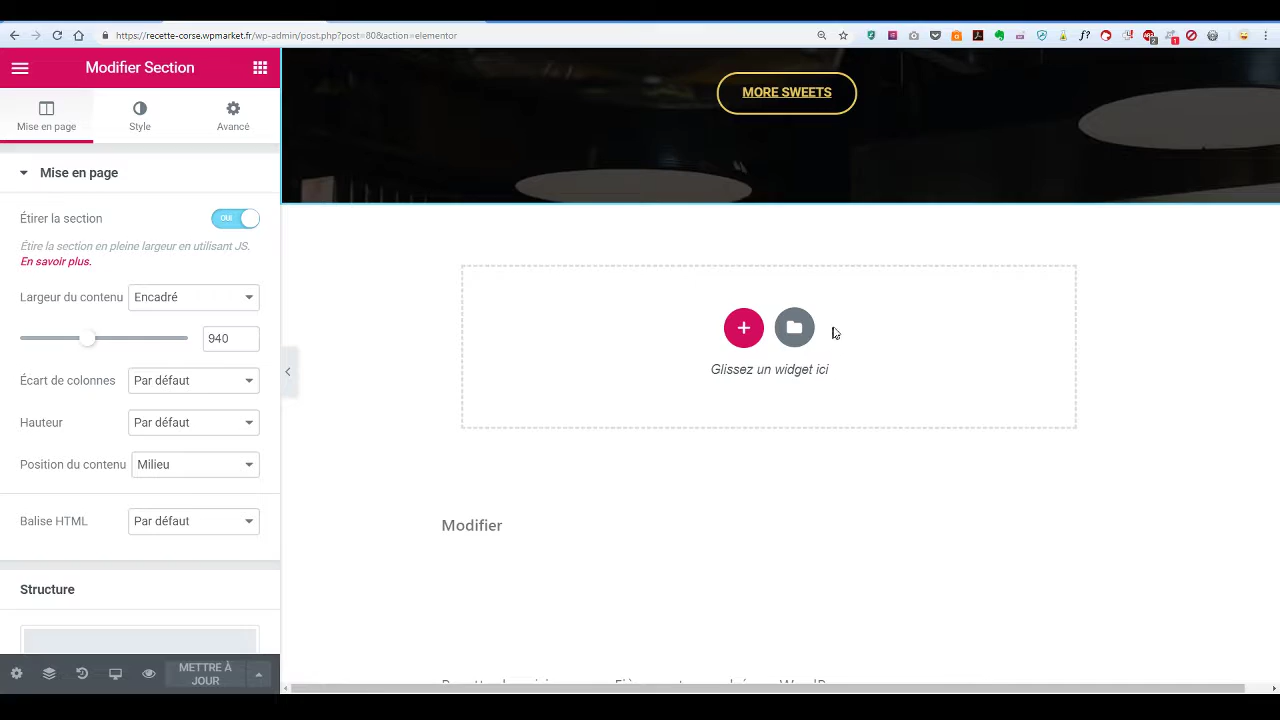 https://recette-corse.wpmarket.fr/wp-admin/post.php?post=80&action=elementor
Modifier Section
Mise en page
Style
Avancé
Mise en page
Étirer la section
OUI
Étire la section en pleine largeur en utilisant JS.
En savoir plus.
Largeur du contenu
Encadré
940
Écart de colonnes
Par défaut
Hauteur
Par défaut
Position du contenu
Milieu
Balise HTML
Par défaut
Structure
METTRE À
JOUR
MORE SWEETS
Glissez un widget ici
Modifier